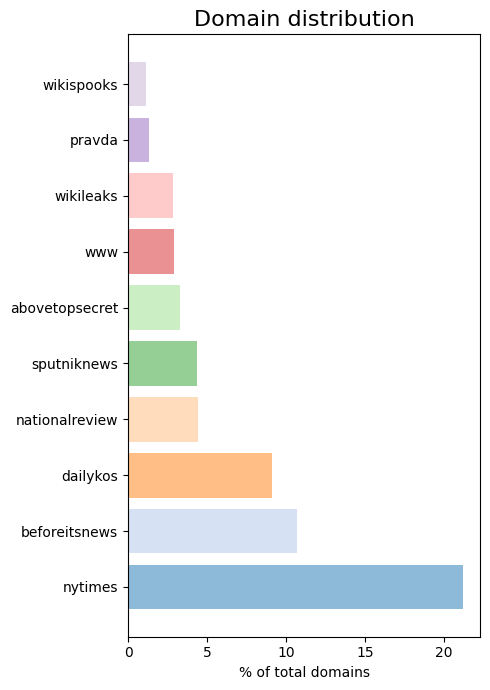 Domain distribution
wikispooks
pravda
wikileaks
www
abovetopsecret
sputniknews
nationalreview
dailykos
beforeitsnews
nytimes
0 5 10 15 20
% of total domains